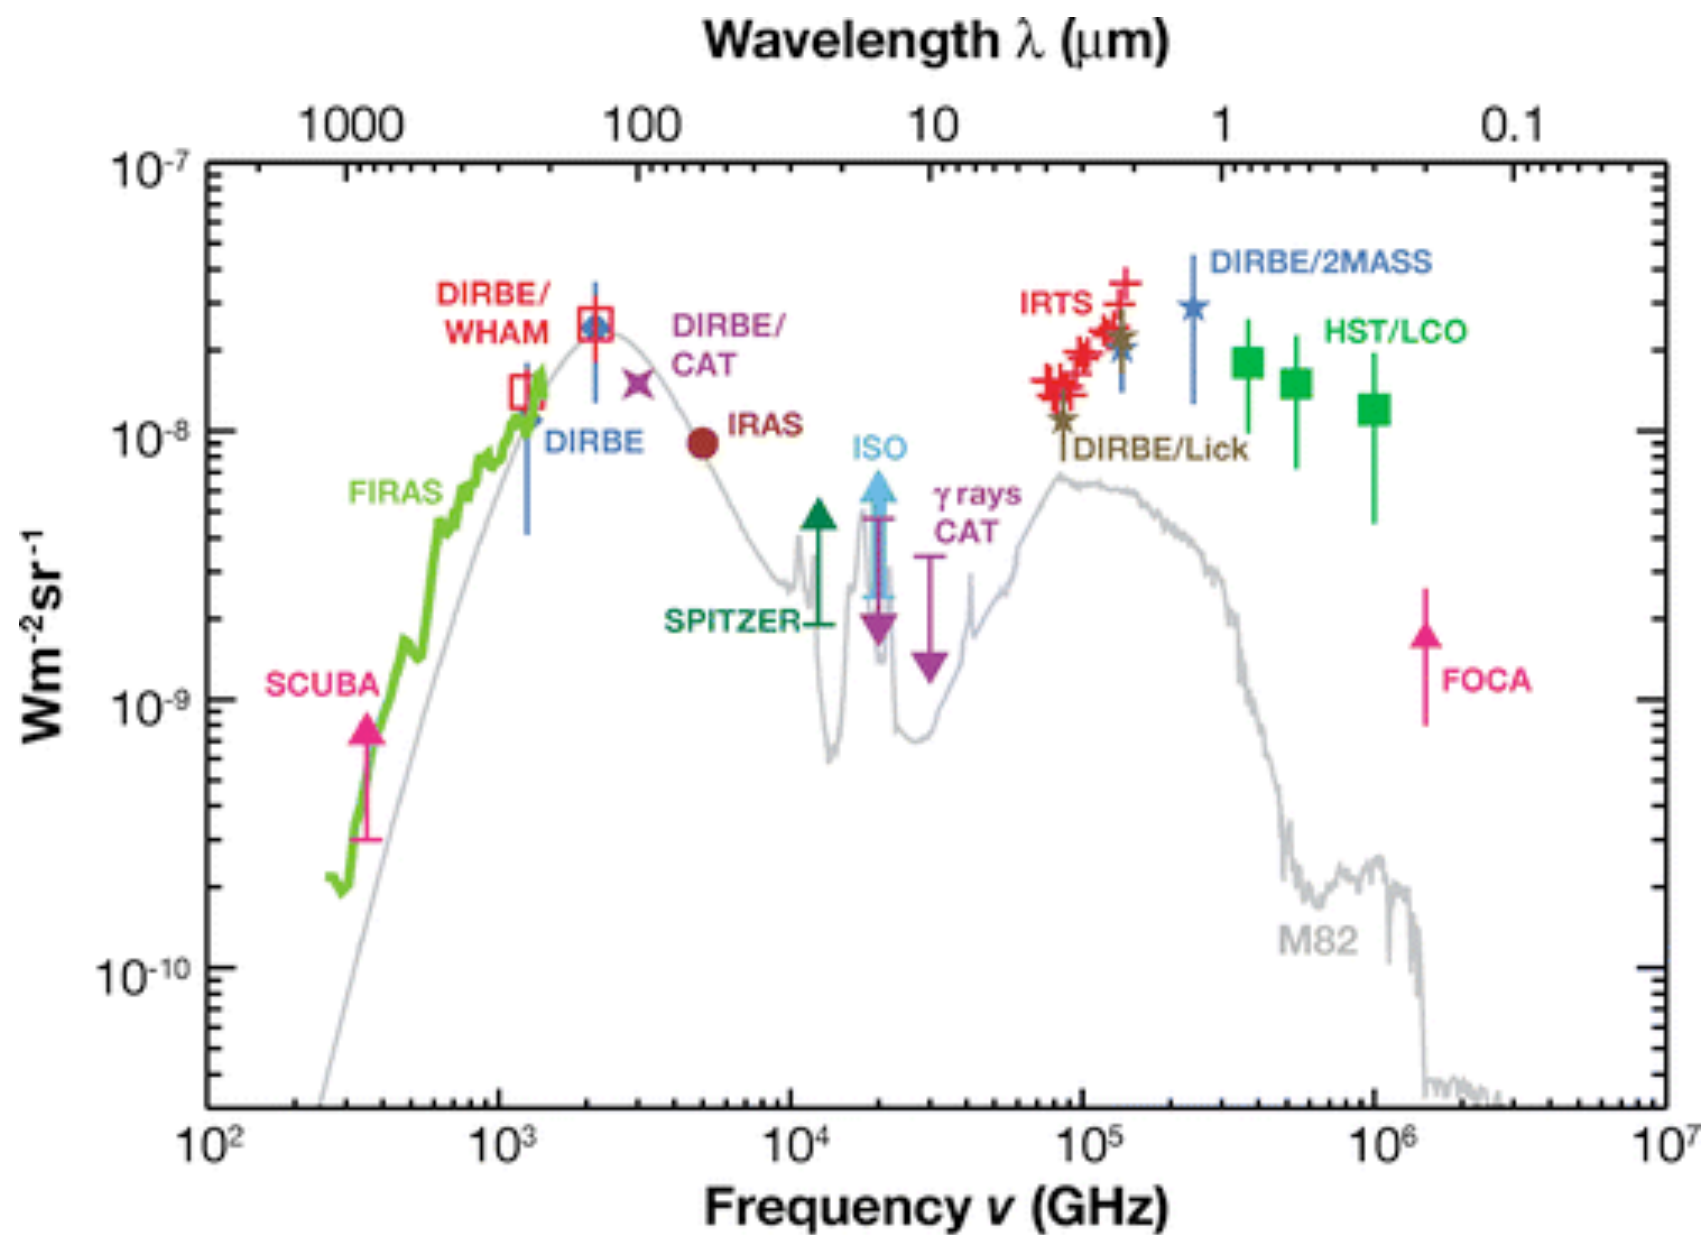 Wavelength λ (μm)
1000 100 10 1 0.1
10-7
DIRBE/2MASS
DIRBE/
WHAM
DIRBE/
CAT
IRTS
HST/LCO
10-8
IRAS
DIRBE
ISO
DIRBE/Lick
FIRAS
γ rays
CAT
SPITZER
Wm-2sr-1
SCUBA
FOCA
10-9
M82
10-10
102 103 104 105 106 107
Frequency ν (GHz)